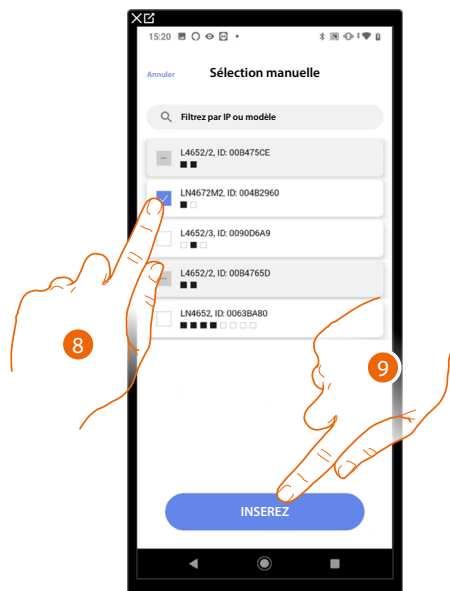 15:20
Annuler
Sélection manuelle
Filtrez par IP ou modèle
L4652/2, ID: 00B475CE
LN4672M2, ID: 004B2960
L4652/3, ID: 0090D6A9
L4652/2, ID: 00B4765D
LN4652, ID: 0063BA80
8
9
INSEREZ